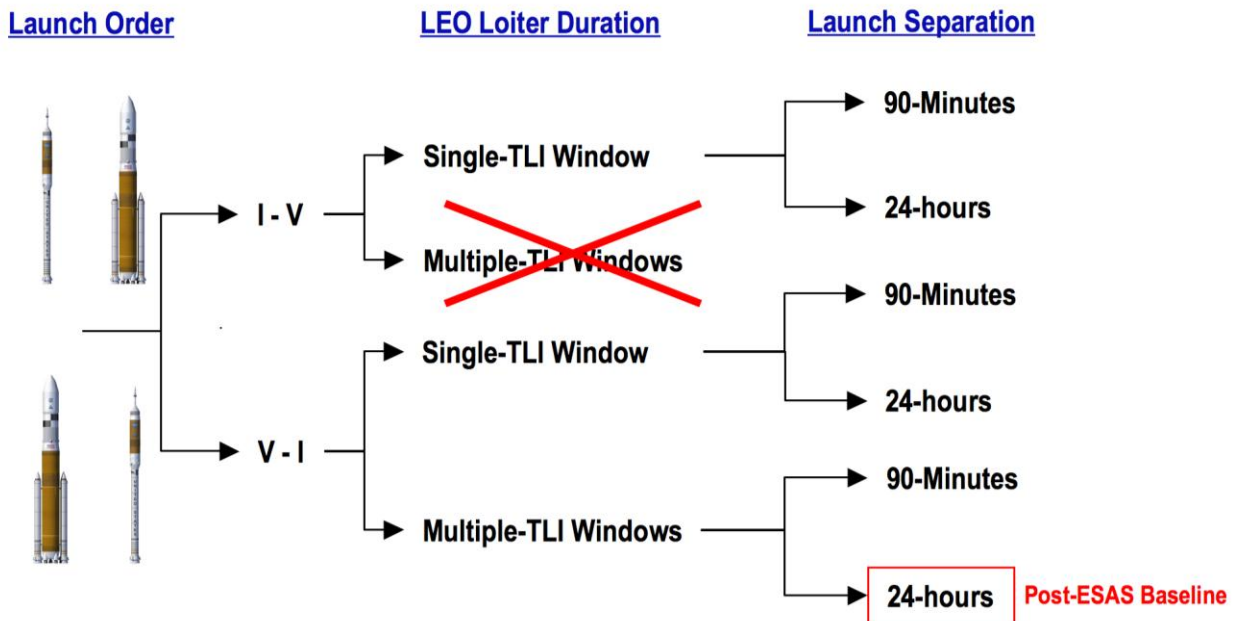 Launch Order
LEO Loiter Duration
Launch Separation
90-Minutes
Single-TLI Window
24-hours
I - V
Multiple-TLI Windows
90-Minutes
Single-TLI Window
24-hours
V - I
90-Minutes
Multiple-TLI Windows
24-hours
Post-ESAS Baseline